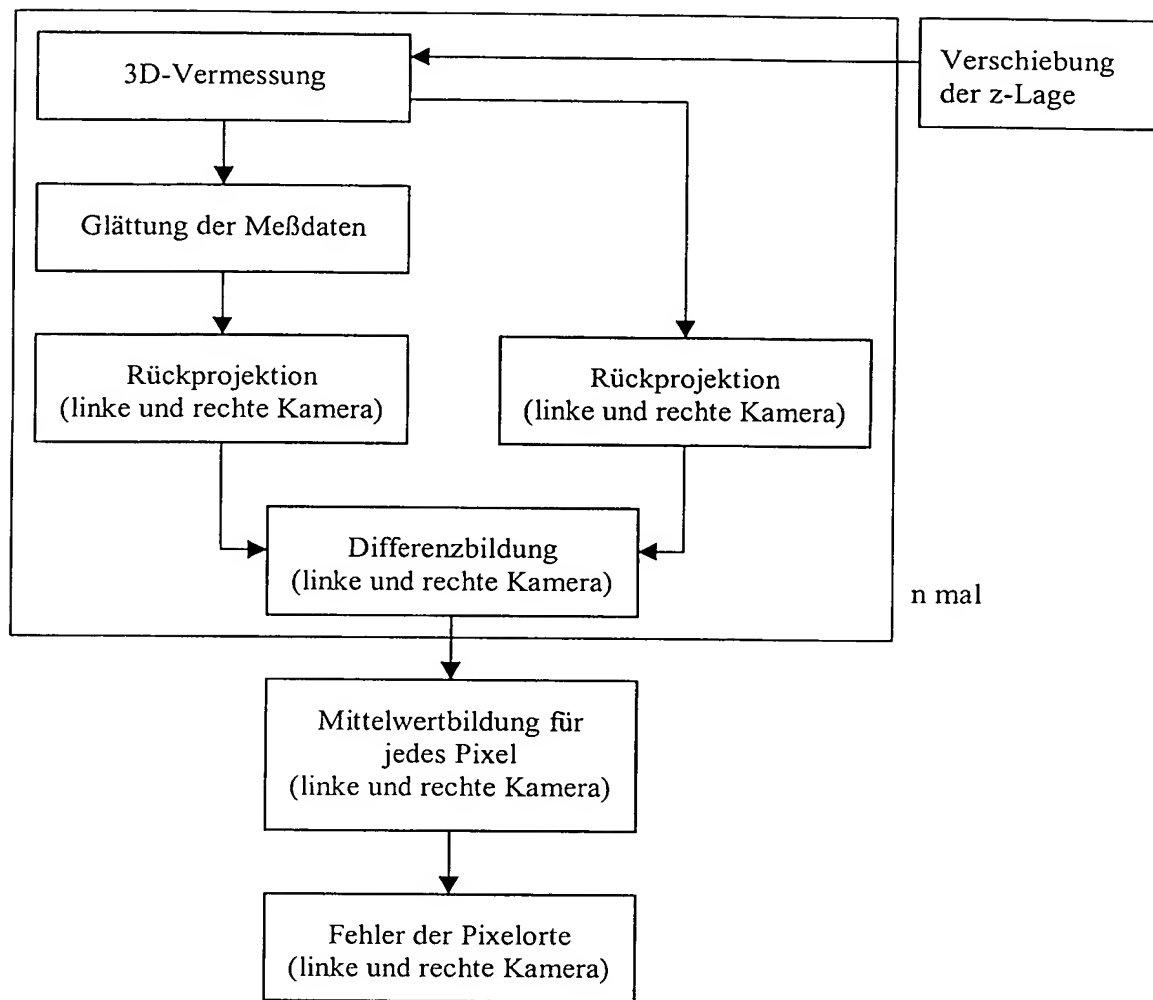 3D-Vermessung
Verschiebung
der z-Lage
Glättung der Meßdaten
Rückprojektion
(linke und rechte Kamera)
Rückprojektion
(linke und rechte Kamera)
Differenzbildung
(linke und rechte Kamera)
n mal
Mittelwertbildung für
jedes Pixel
(linke und rechte Kamera)
Fehler der Pixelorte
(linke und rechte Kamera)